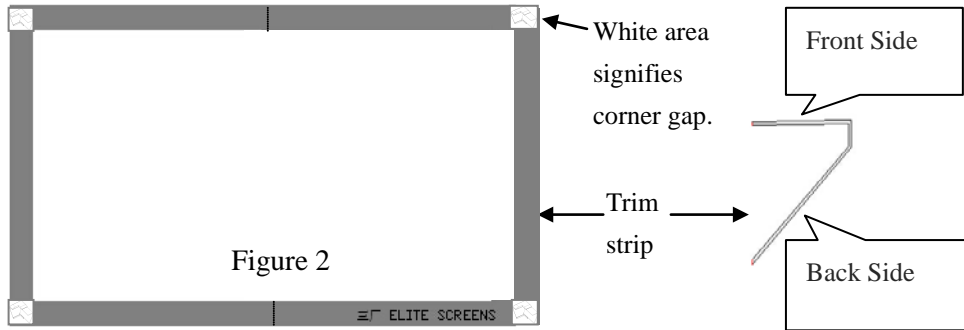 White area
signifies
corner gap.
Front Side
Trim
strip
Back Side
Figure 2
ELITE SCREENS